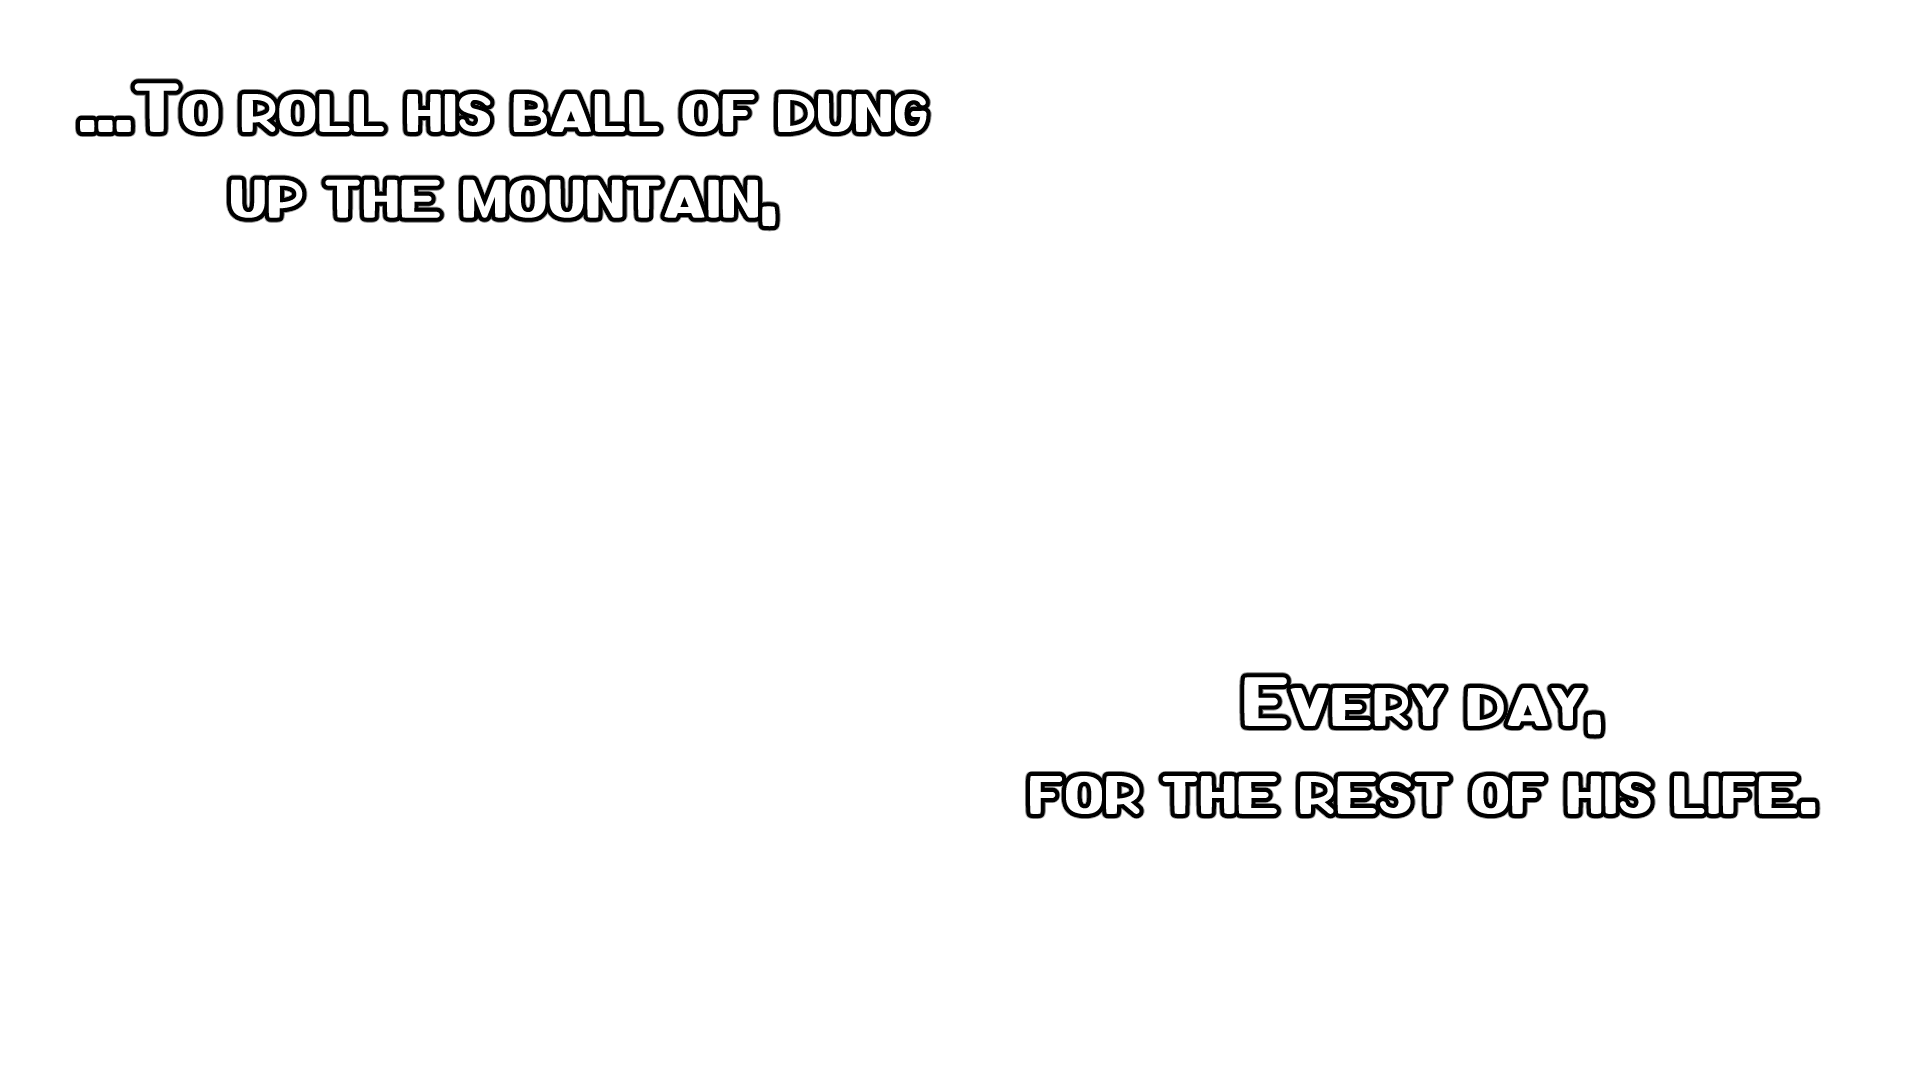 ...To roll his ball of dung
up the mountain,
Every day,
for the rest of his life.